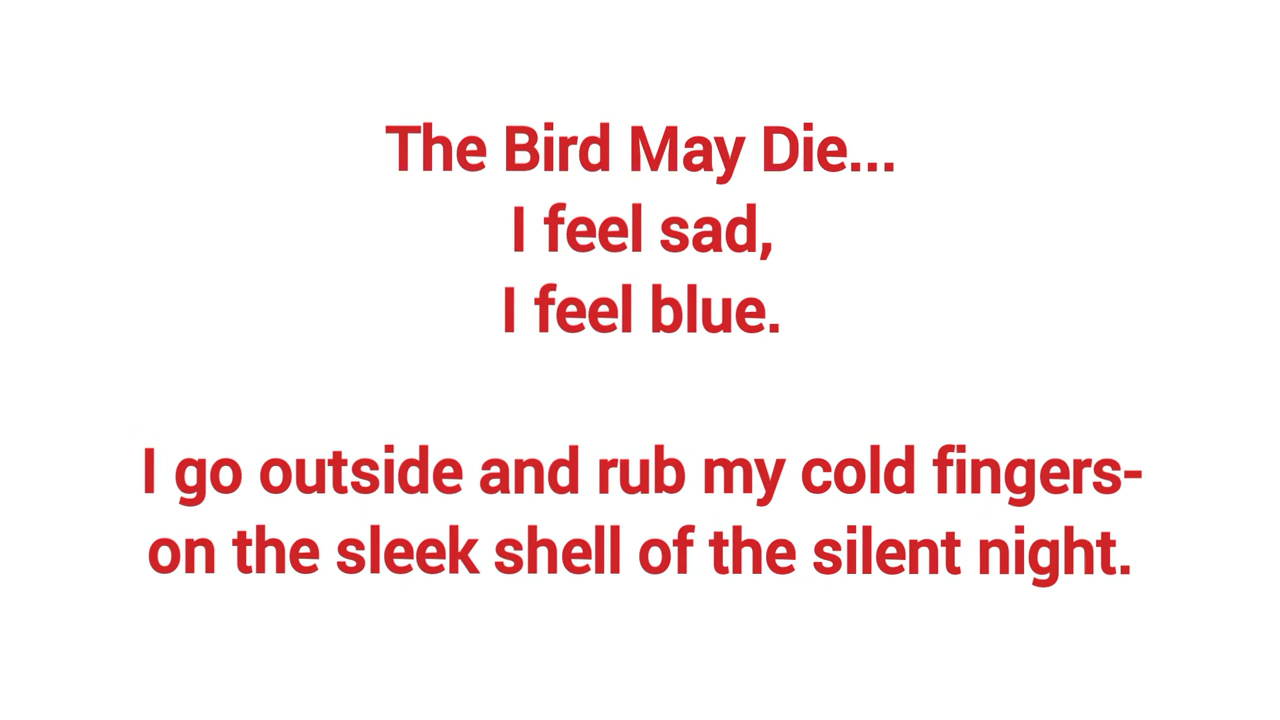 The Bird May Die...
I feel sad,
I feel blue.
I go outside and rub my cold fingers-
on the sleek shell of the silent night.